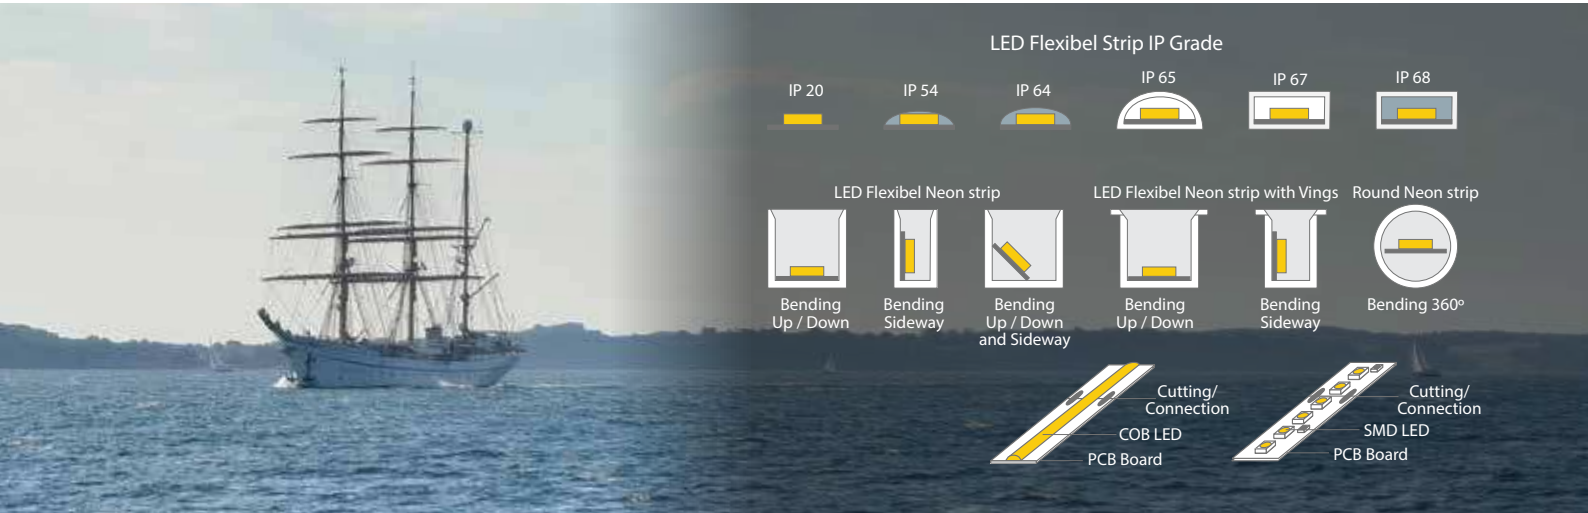 LED Flexibel Strip IP Grade
IP 20
IP 54
IP 64
IP 65
IP 67
IP 68
LED Flexibel Neon strip
LED Flexibel Neon strip with Vings
Round Neon strip
Bending
Up / Down
Bending
Sideway
Bending
Up / Down
and Sideway
Bending
Up / Down
Bending
Sideway
Bending 360º
Cutting/
Connection
COB LED
PCB Board
Cutting/
Connection
SMD LED
PCB Board